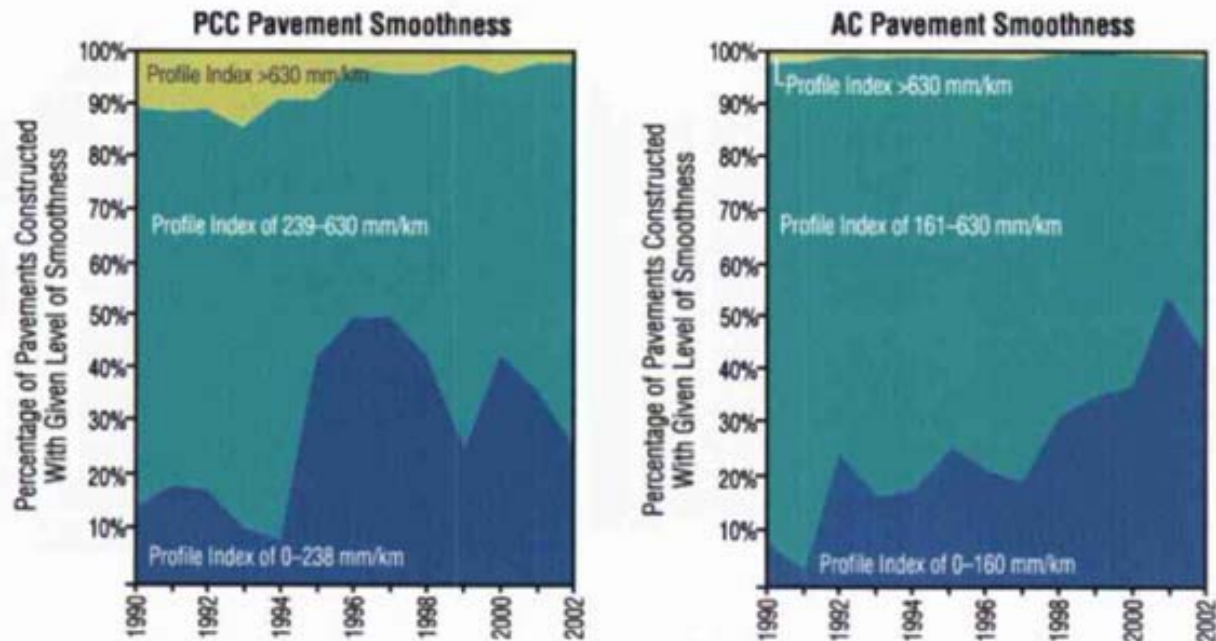 PCC Pavement Smoothness
Percentage of Pavements Constructed
With Given Level of Smoothness
100%
90%
80%
70%
60%
50%
40%
30%
20%
10%
Profile Index >630 mm/km
Profile Index of 239–630 mm/km
Profile Index of 0–238 mm/km
1990
1992
1994
1996
1998
2000
2002
AC Pavement Smoothness
Percentage of Pavements Constructed
With Given Level of Smoothness
100%
90%
80%
70%
60%
50%
40%
30%
20%
10%
Profile Index >630 mm/km
Profile Index of 161–630 mm/km
Profile Index of 0–160 mm/km
1990
1992
1994
1996
1998
2000
2002